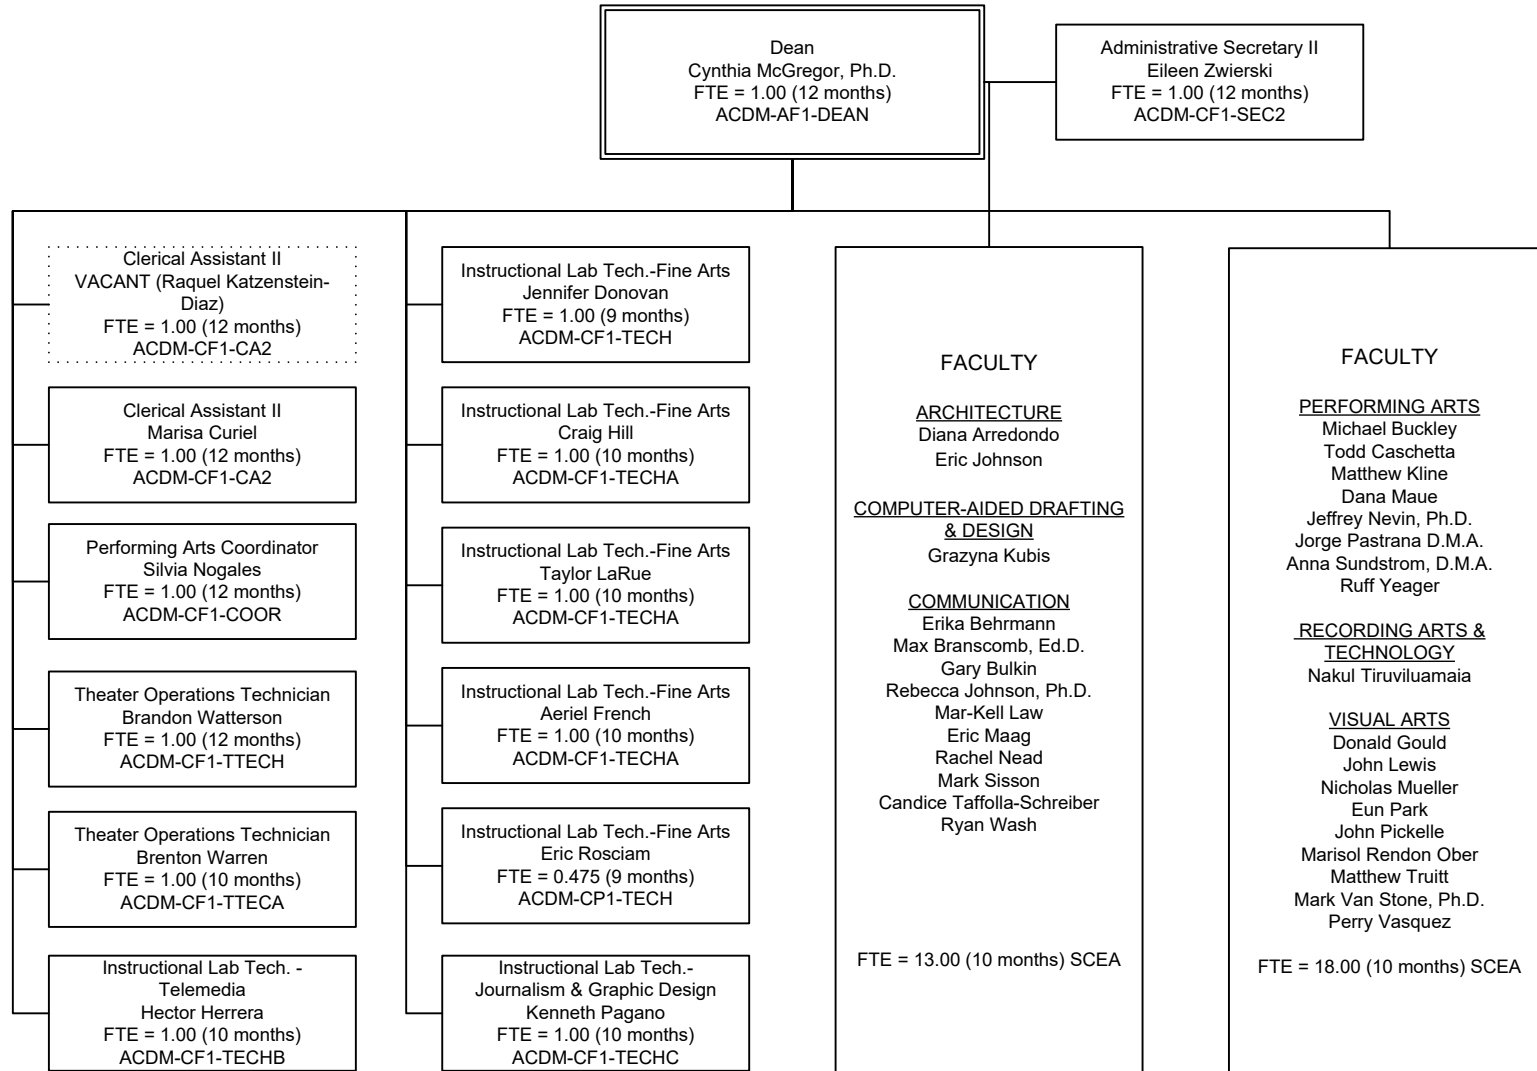 Dean
Cynthia McGregor, Ph.D.
FTE = 1.00 (12 months)
ACDM-AF1-DEAN
Administrative Secretary II
Eileen Zwierski
FTE = 1.00 (12 months)
ACDM-CF1-SEC2
Clerical Assistant II
VACANT (Raquel Katzenstein-
Diaz)
FTE = 1.00 (12 months)
ACDM-CF1-CA2
Clerical Assistant II
Marisa Curiel
FTE = 1.00 (12 months)
ACDM-CF1-CA2
Performing Arts Coordinator
Silvia Nogales
FTE = 1.00 (12 months)
ACDM-CF1-COOR
Theater Operations Technician
Brandon Watterson
FTE = 1.00 (12 months)
ACDM-CF1-TTECH
Theater Operations Technician
Brenton Warren
FTE = 1.00 (10 months)
ACDM-CF1-TTECA
Instructional Lab Tech. -
Telemedia
Hector Herrera
FTE = 1.00 (10 months)
ACDM-CF1-TECHB
Instructional Lab Tech.-Fine Arts
Jennifer Donovan
FTE = 1.00 (9 months)
ACDM-CF1-TECH
Instructional Lab Tech.-Fine Arts
Craig Hill
FTE = 1.00 (10 months)
ACDM-CF1-TECHA
Instructional Lab Tech.-Fine Arts
Taylor LaRue
FTE = 1.00 (10 months)
ACDM-CF1-TECHA
Instructional Lab Tech.-Fine Arts
Aeriel French
FTE = 1.00 (10 months)
ACDM-CF1-TECHA
Instructional Lab Tech.-Fine Arts
Eric Rosciam
FTE = 0.475 (9 months)
ACDM-CP1-TECH
Instructional Lab Tech.-
Journalism & Graphic Design
Kenneth Pagano
FTE = 1.00 (10 months)
ACDM-CF1-TECHC
FACULTY
ARCHITECTURE
Diana Arredondo
Eric Johnson
COMPUTER-AIDED DRAFTING
& DESIGN
Grazyna Kubis
COMMUNICATION
Erika Behrmann
Max Branscomb, Ed.D.
Gary Bulkin
Rebecca Johnson, Ph.D.
Mar-Kell Law
Eric Maag
Rachel Nead
Mark Sisson
Candice Taffolla-Schreiber
Ryan Wash
FTE = 13.00 (10 months) SCEA
FACULTY
PERFORMING ARTS
Michael Buckley
Todd Caschetta
Matthew Kline
Dana Maue
Jeffrey Nevin, Ph.D.
Jorge Pastrana D.M.A.
Anna Sundstrom, D.M.A.
Ruff Yeager
RECORDING ARTS &
TECHNOLOGY
Nakul Tiruviluamaia
VISUAL ARTS
Donald Gould
John Lewis
Nicholas Mueller
Eun Park
John Pickelle
Marisol Rendon Ober
Matthew Truitt
Mark Van Stone, Ph.D.
Perry Vasquez
FTE = 18.00 (10 months) SCEA